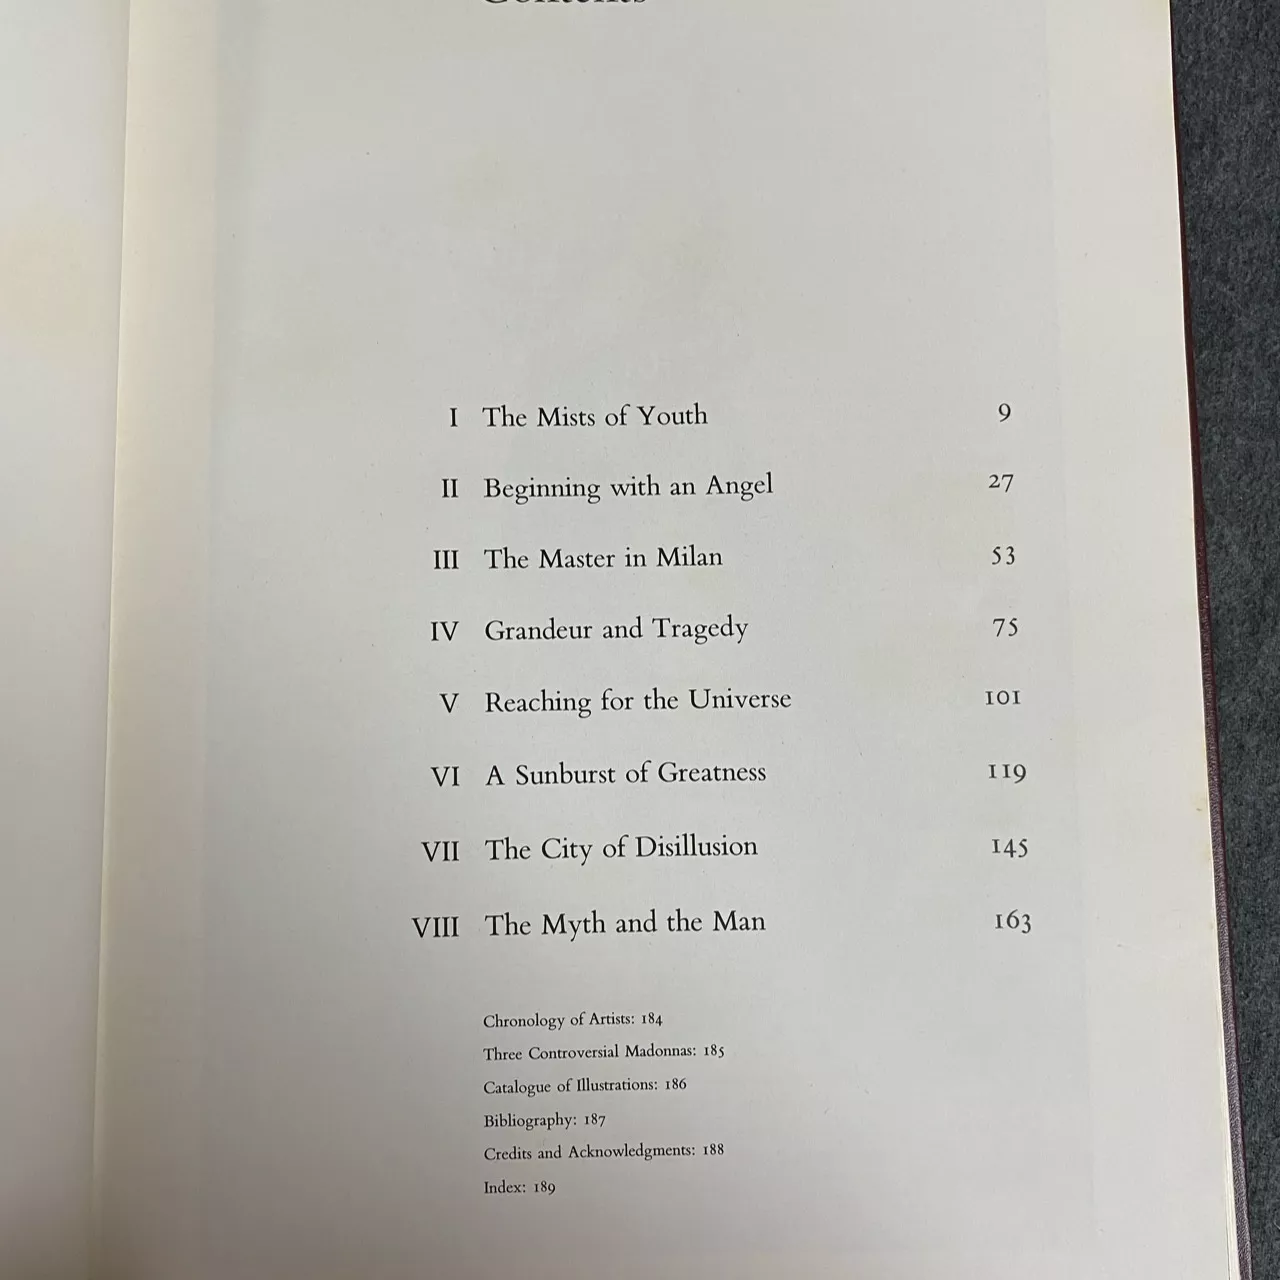 Contents
I The Mists of Youth 9
II Beginning with an Angel 27
III The Master in Milan 53
IV Grandeur and Tragedy 75
V Reaching for the Universe 101
VI A Sunburst of Greatness 119
VII The City of Disillusion 145
VIII The Myth and the Man 163
Chronology of Artists: 184
Three Controversial Madonnas: 185
Catalogue of Illustrations: 186
Bibliography: 187
Credits and Acknowledgments: 188
Index: 189